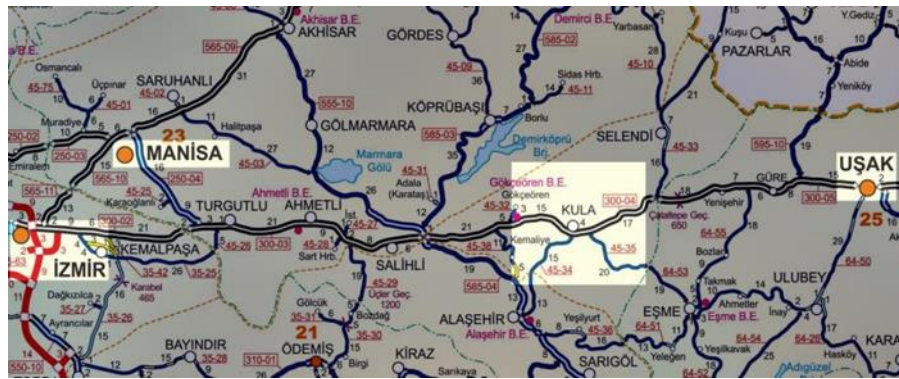 Akhisar B.E.
AKHİSAR
GÖRDES
Demirci B.E.
Yarbasan
Kuşu
PAZARLAR
Y.Gediz
Abide
Yeniköy
565-09
585-02
45-10
45-09
Osmancalı
Üçpınar
SARUHANLI
45-75
45-01
45-02
555-10
Sidas Hrb.
45-11
KÖPRÜBAŞI
Borlu
Muradiye
Halitpaşa
GÖLMARMARA
585-03
Demirköprü
Brj.
SELENDİ
250-02
250-03
23
MANİSA
45-03
Marmara
Gölü
45-31
Adala
(Karataş)
45-33
595-10
565-10
250-04
45-25
Karaoğlanlı
565-11
Ahmetli B.E.
TURGUTLU
AHMETLİ
Gökçeören B.E.
Gökçeören
45-32
KULA
300-04
Çataltepe Geç.
650
Yenişehir
GÜRE
300-05
UŞAK
25
300-02
KEMALPAŞA
İZMİR
45-26
300-03
45-28
45-27
İst.
Sart Hrb.
SALİHLİ
45-38
Kemaliye
45-34
45-35
35-42
35-25
Karabel
465
45-29
Üçler Geç.
1200
585-04
64-55
Bozlar
64-53
Takmak
Ahmetler
ULUBEY
64-50
Dağkızılca
35-27
35-26
Ayrancılar
Gölcük
35-31
Bozdağ
21
ÖDEMİŞ
35-30
Birgi
ALAŞEHİR
Alaşehir B.E.
Yeşilyurt
45-36
EŞME
Eşme B.E.
İnay
64-51
Yeleğen
Yeşilkavak
64-54
64-26
Hasköy
KARA
550-10
BAYINDIR
35-28
310-01
KİRAZ
Sarıkaya
SARIGÖL
64-52
Adıgüzel